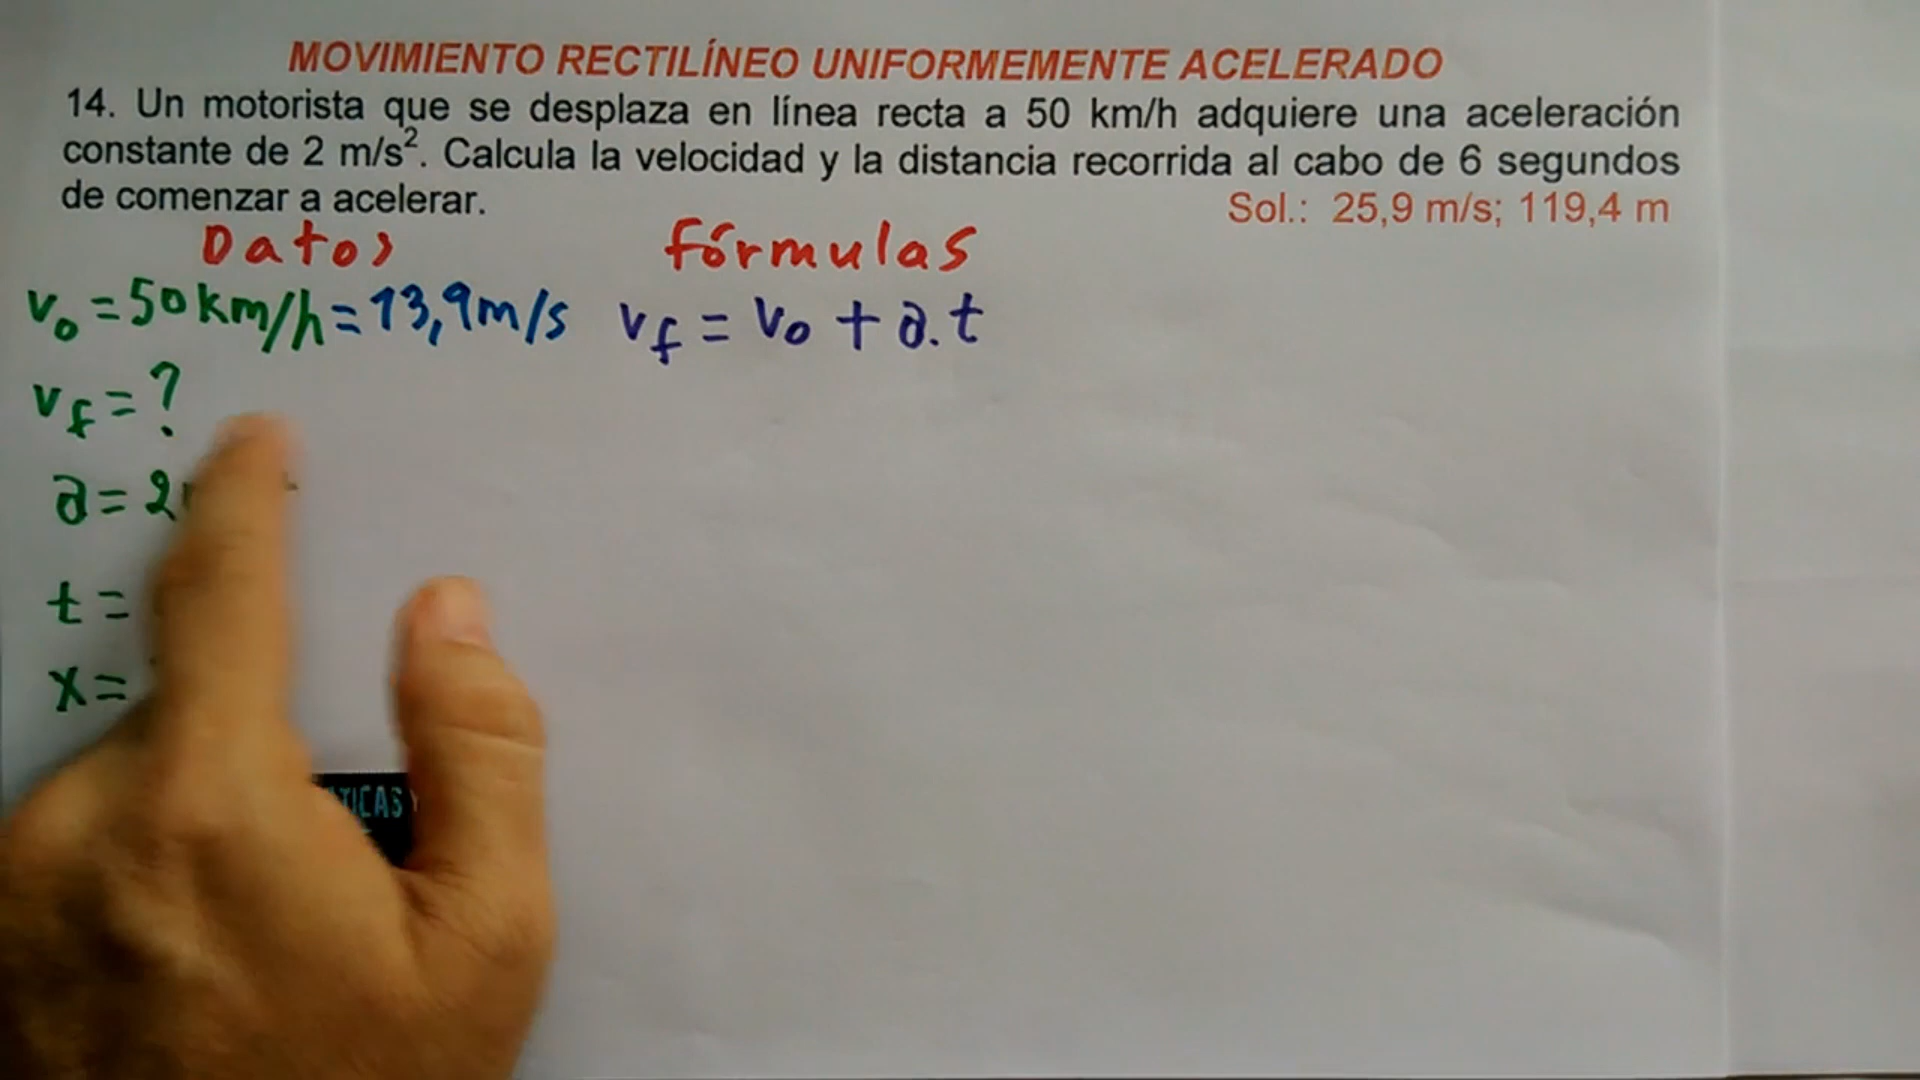 MOVIMIENTO RECTILÍNEO UNIFORMEMENTE ACELERADO
14. Un motorista que se desplaza en línea recta a 50 km/h adquiere una aceleración
constante de 2 m/s². Calcula la velocidad y la distancia recorrida al cabo de 6 segundos
de comenzar a acelerar.
Sol.: 25,9 m/s; 119,4 m
Datos
fórmulas
v₀ = 50 km/h = 13,9 m/s
v_f = v₀ + a.t
v_f = ?
a = 2
t =
x =